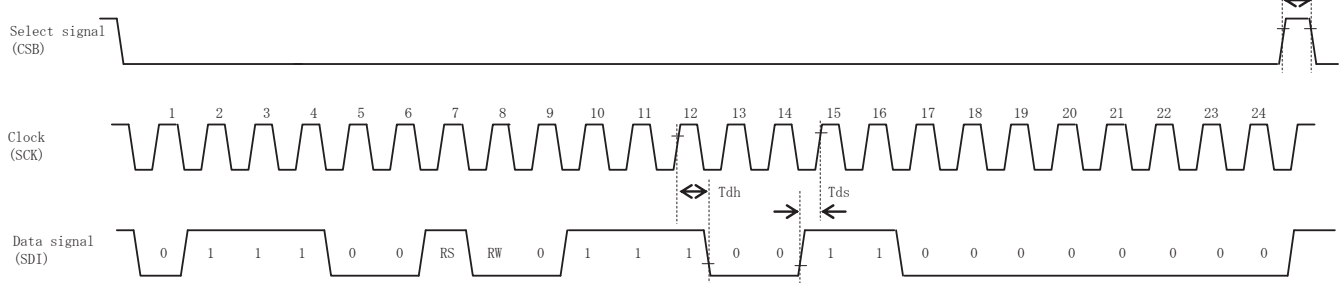 Select signal
(CSB)
1 2 3 4 5 6 7 8 9 10 11 12 13 14 15 16 17 18 19 20 21 22 23 24
Clock
(SCK)
Tdh Tds
Data signal
(SDI)
0 1 1 1 0 0 RS RW 0 1 1 1 0 0 1 1 0 0 0 0 0 0 0 0